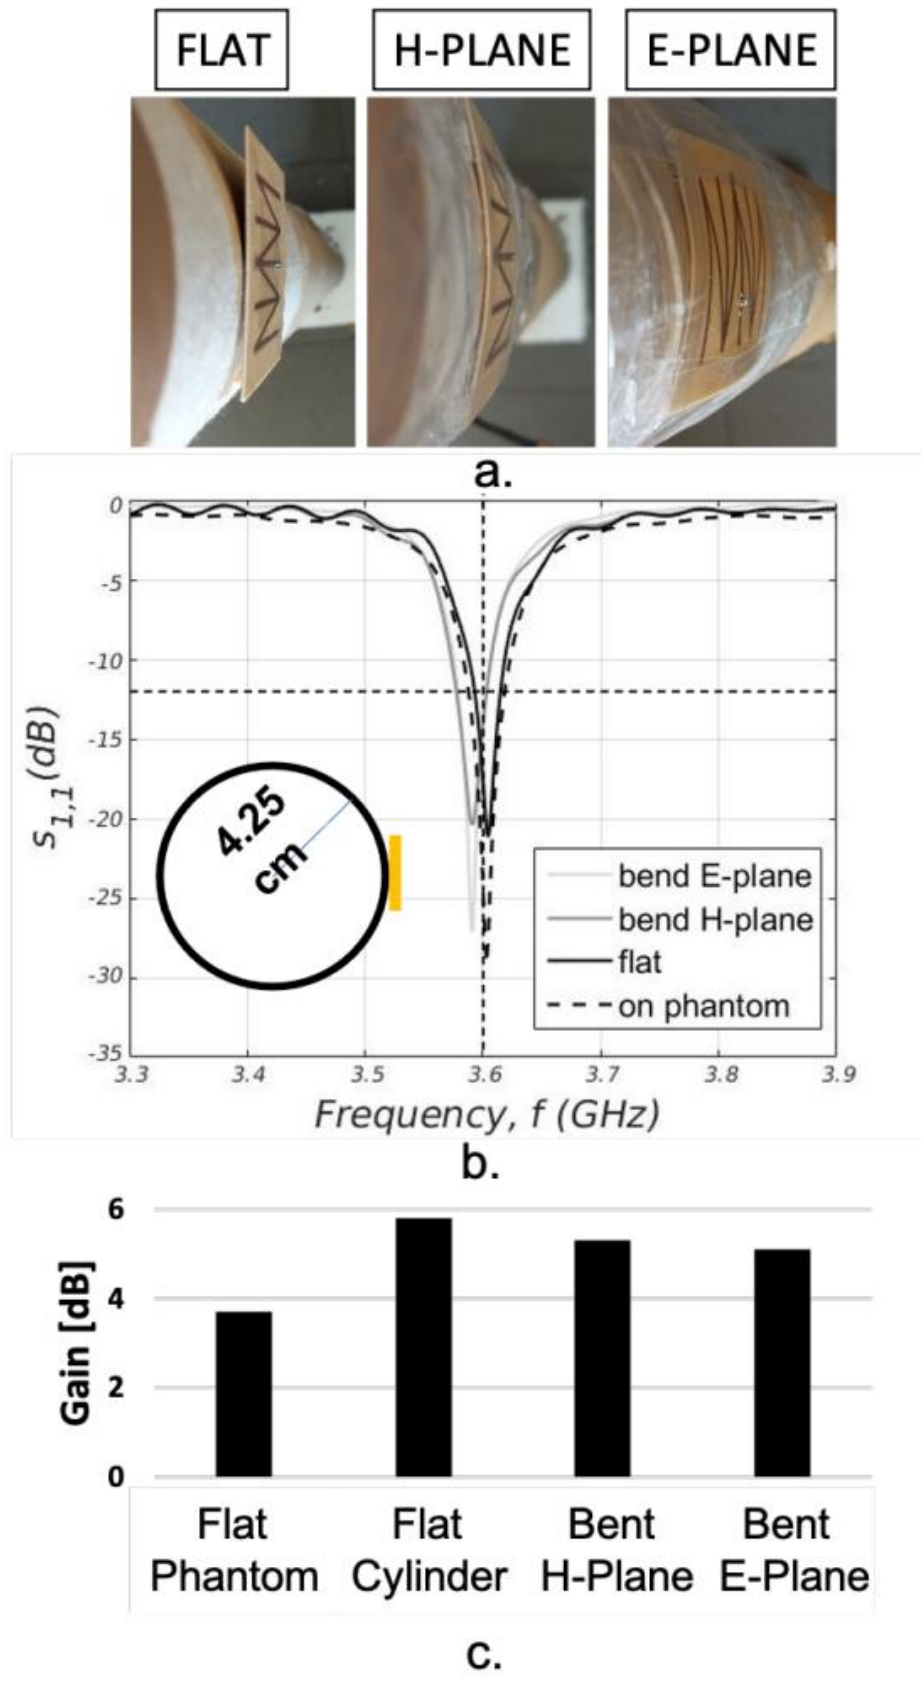 FLAT
H-PLANE
E-PLANE
a.
0
-5
-10
-15
-20
-25
-30
-35
s1,1(dB)
4.25
cm
bend E-plane
bend H-plane
flat
on phantom
3.3
3.4
3.5
3.6
3.7
3.8
3.9
Frequency, f (GHz)
b.
6
4
2
0
Gain [dB]
Flat
Phantom
Flat
Cylinder
Bent
H-Plane
Bent
E-Plane
c.